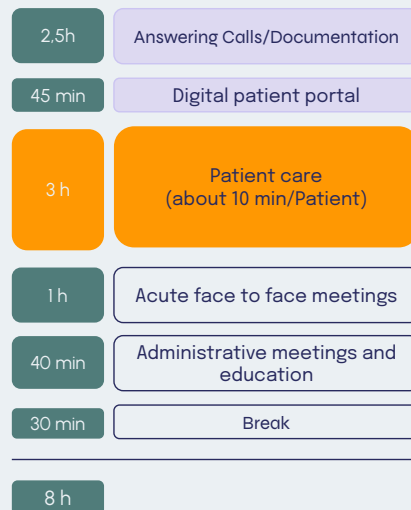 2,5h
Answering Calls/Documentation
45 min
Digital patient portal
3 h
Patient care
(about 10 min/Patient)
1 h
Acute face to face meetings
40 min
Administrative meetings and
education
30 min
Break
8 h